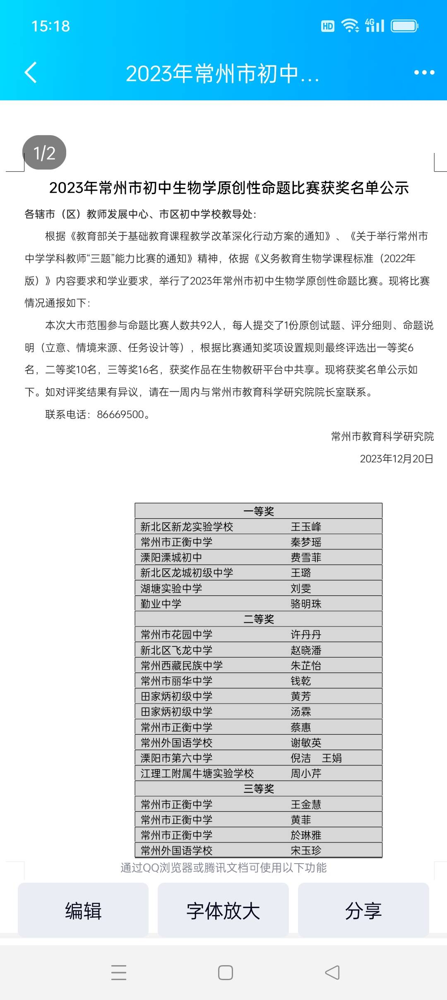 15:18
HD 4G
2023年常州市初中...
1/2
2023年常州市初中生物学原创性命题比赛获奖名单公示
各辖市（区）教师发展中心、市区初中学校教导处：
根据《教育部关于基础教育课程教学改革深化行动方案的通知》、《关于举行常州市
中学学科教师“三题”能力比赛的通知》精神，依据《义务教育生物学课程标准（2022年
版）》内容要求和学业要求，举行了2023年常州市初中生物学原创性命题比赛。现将比赛
情况通报如下：
本次大市范围参与命题比赛人数共92人，每人提交了1份原创试题、评分细则、命题说
明（立意、情境来源、任务设计等），根据比赛通知奖项设置规则最终评选出一等奖6
名，二等奖10名，三等奖16名，获奖作品在生物教研平台中共享。现将获奖名单公示如
下。如对评奖结果有异议，请在一周内与常州市教育科学研究院院长室联系。
联系电话：86669500。
常州市教育科学研究院
2023年12月20日
一等奖
新北区新龙实验学校 王玉峰
常州市正衡中学 秦梦瑶
溧阳溧城初中 费雪菲
新北区龙城初级中学 王璐
湖塘实验中学 刘雯
勤业中学 骆明珠
二等奖
常州市花园中学 许丹丹
新北区飞龙中学 赵晓潘
常州西藏民族中学 朱芷怡
常州市丽华中学 钱乾
田家炳初级中学 黄芳
田家炳初级中学 汤霖
常州市正衡中学 蔡惠
常州外国语学校 谢敏英
溧阳市第六中学 倪洁 王娟
江理工附属牛塘实验学校 周小芹
三等奖
常州市正衡中学 王金慧
常州市正衡中学 黄菲
常州市正衡中学 於琳雅
常州外国语学校 宋玉珍
通过QQ浏览器或腾讯文档可使用以下功能
编辑 字体放大 分享